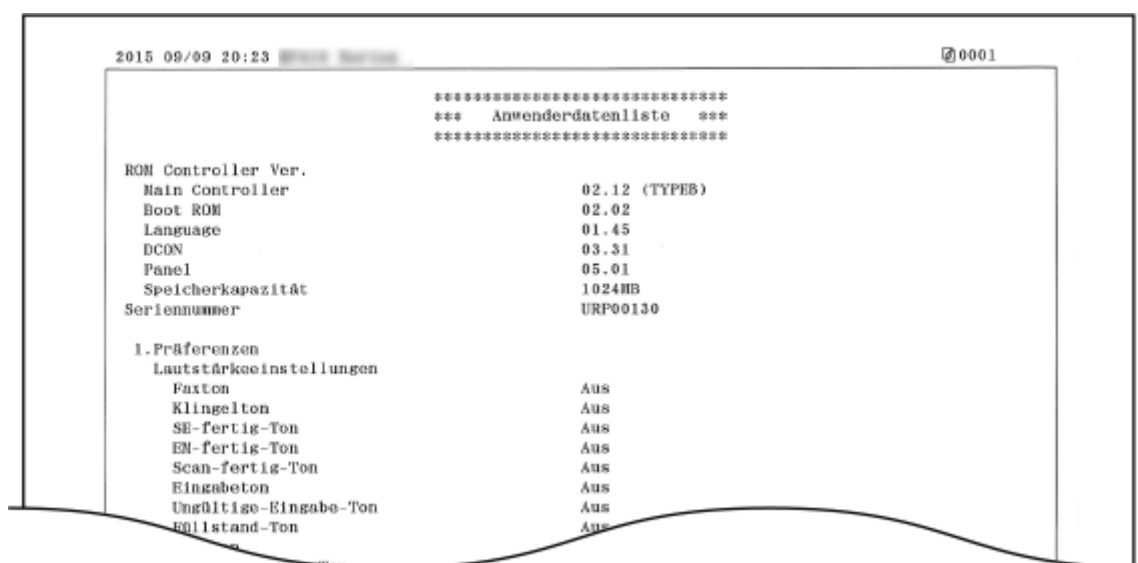 2015 09/09 20:23 0001
******************************
*** Anwenderdatenliste ***
******************************
ROM Controller Ver.
Main Controller 02.12 (TYPEB)
Boot ROM 02.02
Language 01.45
DCON 03.31
Panel 05.01
Speicherkapazität 1024MB
Seriennummer URP00130
1.Präferenzen
Lautstärkeeinstellungen
Faxton Aus
Klingelton Aus
SE-fertig-Ton Aus
EM-fertig-Ton Aus
Scan-fertig-Ton Aus
Eingabeton Aus
Ungültige-Eingabe-Ton Aus
Füllstand-Ton Aus